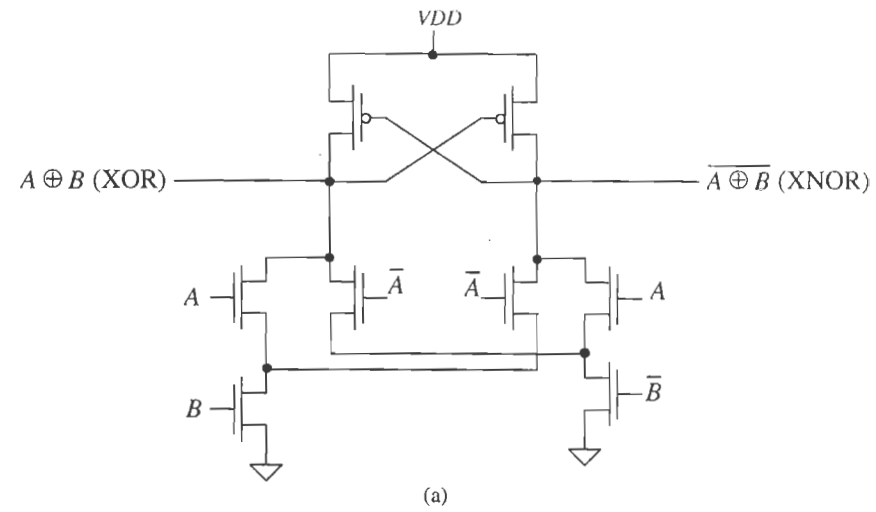 VDD
A ⊕ B (XOR)
A̅ ̅⊕̅ ̅B̅ (XNOR)
A
A̅
A̅
A
B
B̅
(a)